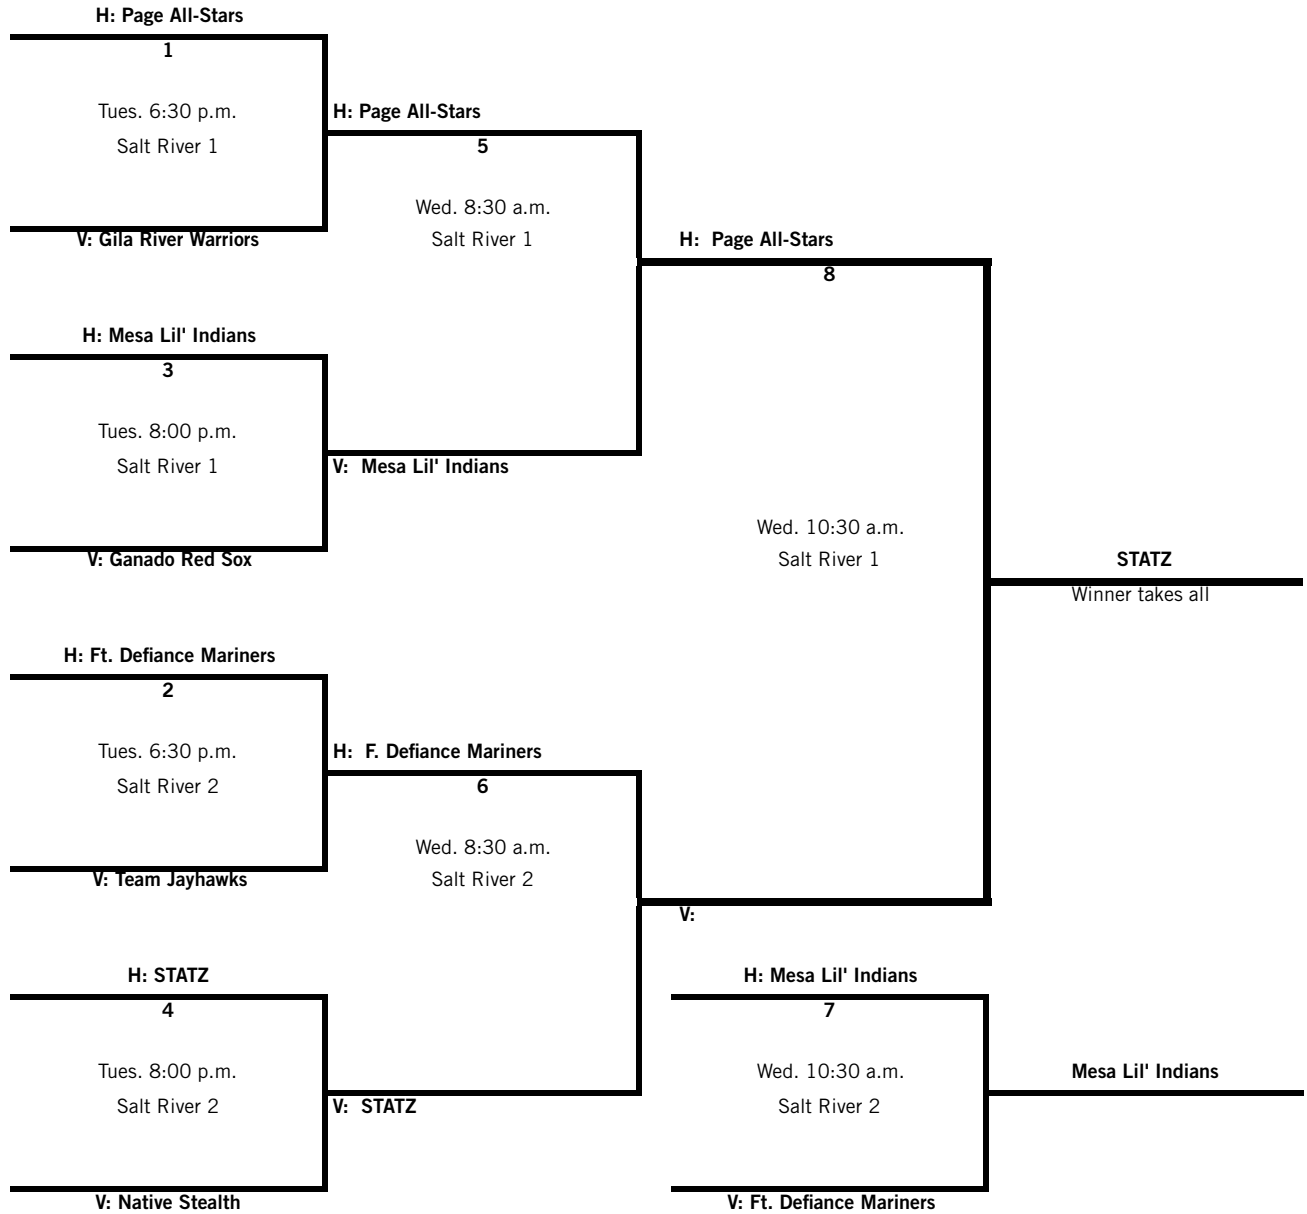 H: Page All-Stars
1
Tues. 6:30 p.m.
Salt River 1
V: Gila River Warriors
H: Mesa Lil' Indians
3
Tues. 8:00 p.m.
Salt River 1
V: Ganado Red Sox
H: Ft. Defiance Mariners
2
Tues. 6:30 p.m.
Salt River 2
V: Team Jayhawks
H: STATZ
4
Tues. 8:00 p.m.
Salt River 2
V: Native Stealth
H: Page All-Stars
5
Wed. 8:30 a.m.
Salt River 1
V: Mesa Lil' Indians
H: F. Defiance Mariners
6
Wed. 8:30 a.m.
Salt River 2
V: STATZ
H: Page All-Stars
8
Wed. 10:30 a.m.
Salt River 1
V:
H: Mesa Lil' Indians
7
Wed. 10:30 a.m.
Salt River 2
V: Ft. Defiance Mariners
STATZ
Winner takes all
Mesa Lil' Indians